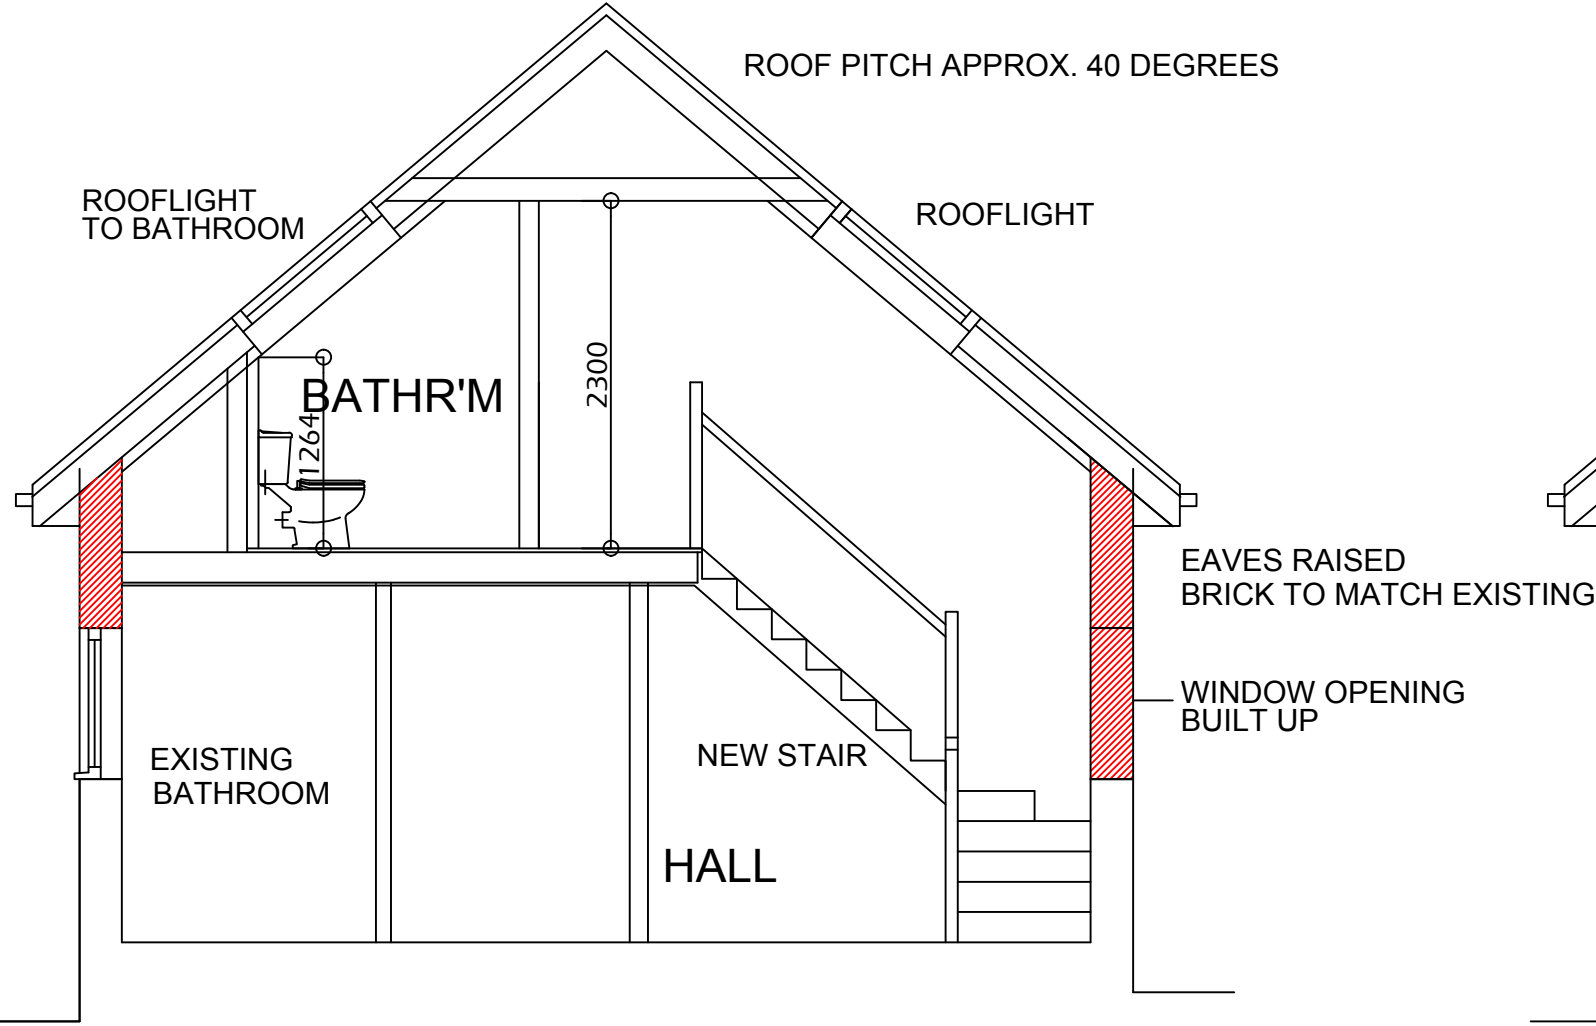 ROOF PITCH APPROX. 40 DEGREES
ROOFLIGHT
TO BATHROOM
ROOFLIGHT
2300
BATHR'M
1264
EAVES RAISED
BRICK TO MATCH EXISTING
WINDOW OPENING
BUILT UP
EXISTING
BATHROOM
NEW STAIR
HALL